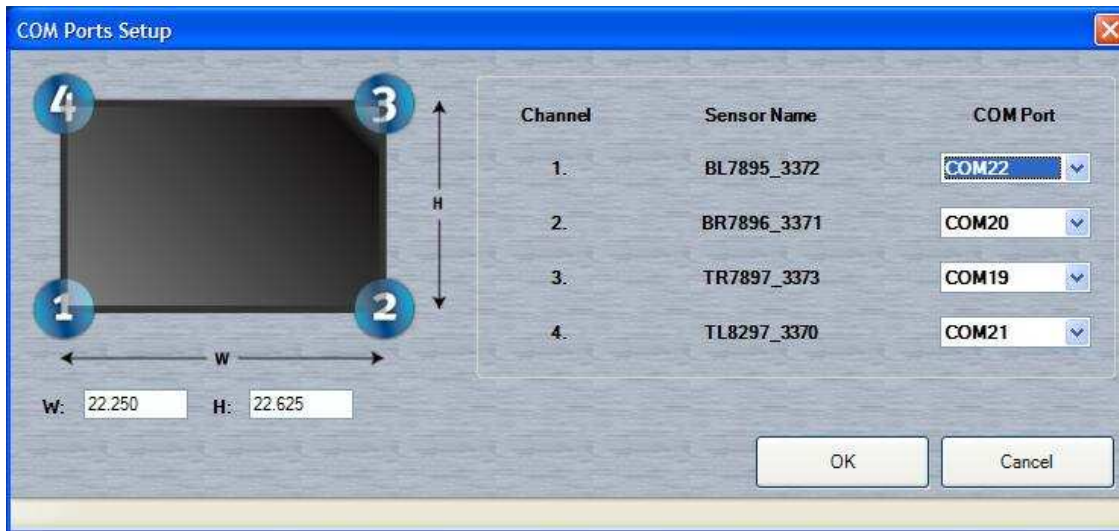 COM Ports Setup
4 3
Channel Sensor Name COM Port
1. BL7895_3372 COM22
H
2. BR7896_3371 COM20
3. TR7897_3373 COM19
1 2
4. TL8297_3370 COM21
W
W: 22.250 H: 22.625
OK Cancel